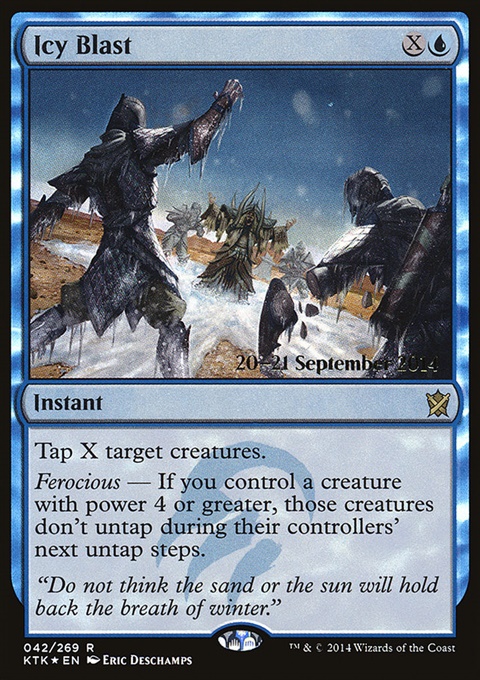 Icy Blast X
20–21 September 2014
Instant
Tap X target creatures.
Ferocious — If you control a creature
with power 4 or greater, those creatures
don't untap during their controllers'
next untap steps.
"Do not think the sand or the sun will hold
back the breath of winter."
042/269 R
KTK★EN Eric Deschamps
™ & © 2014 Wizards of the Coast